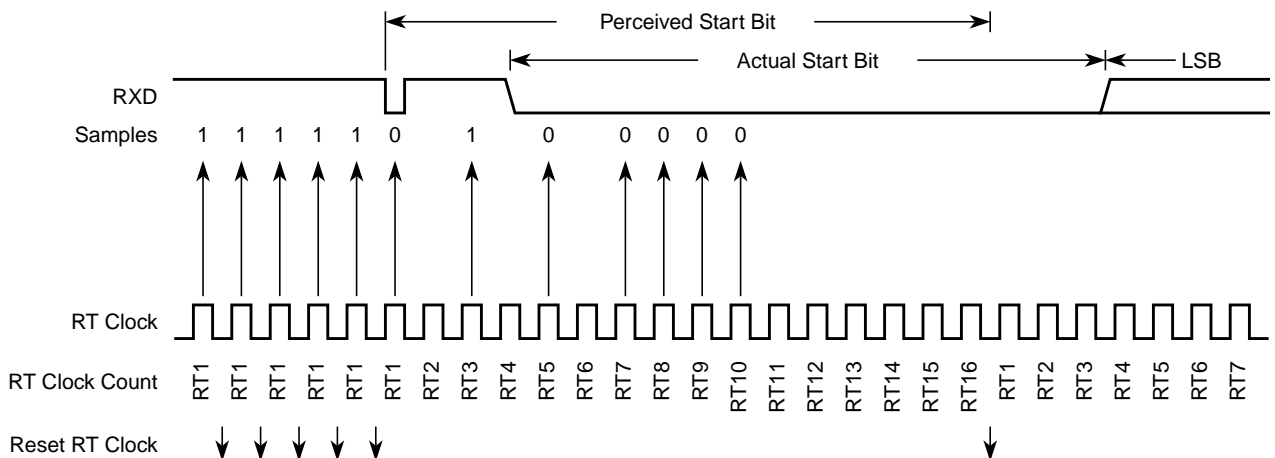 Perceived Start Bit
Actual Start Bit LSB
RXD
Samples 1 1 1 1 1 0 1 0 0 0 0 0
RT Clock
RT Clock Count RT1 RT1 RT1 RT1 RT1 RT1 RT2 RT3 RT4 RT5 RT6 RT7 RT8 RT9 RT10 RT11 RT12 RT13 RT14 RT15 RT16 RT1 RT2 RT3 RT4 RT5 RT6 RT7
Reset RT Clock